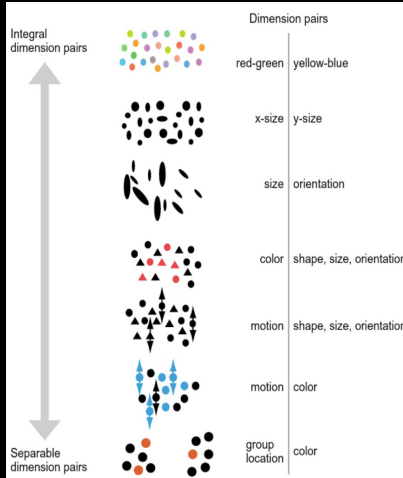 Dimension pairs
Integral
dimension pairs
red-green yellow-blue
x-size y-size
size orientation
color shape, size, orientation
motion shape, size, orientation
motion color
group
location color
Separable
dimension pairs